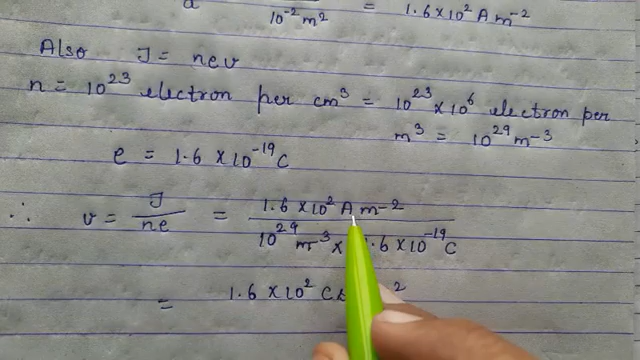 10⁻² m² = 1.6 × 10² A m⁻²
Also J = nev
n = 10²³ electron per cm³ = 10²³ × 10⁶ electron per
m³ = 10²⁹ m⁻³
e = 1.6 × 10⁻¹⁹ C
∴ v = J / ne = 1.6 × 10² A m⁻² / 10²⁹ m⁻³ × 1.6 × 10⁻¹⁹ C
= 1.6 × 10² C